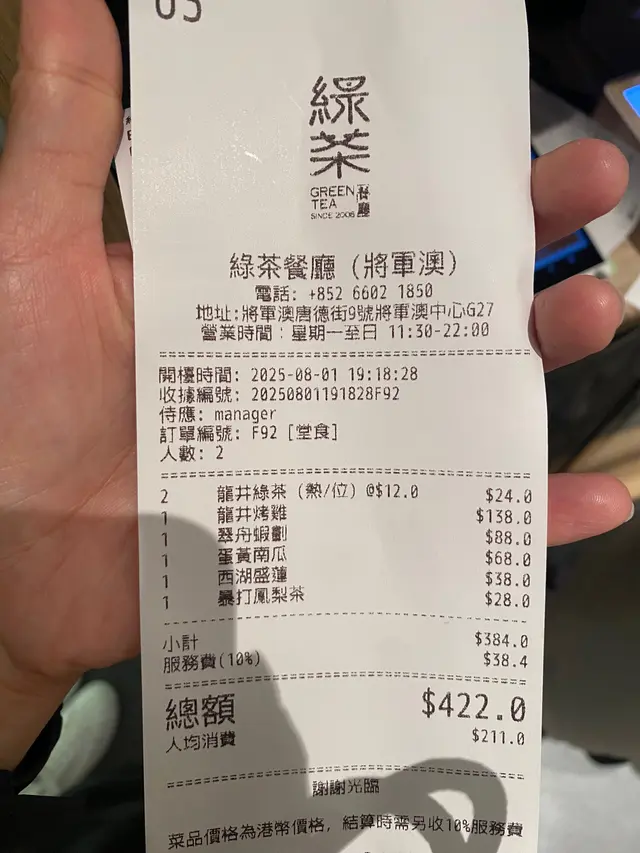 05
綠
茶
GREEN 餐
TEA 廳
SINCE 2008
綠茶餐廳 (將軍澳)
電話: +852 6602 1850
地址:將軍澳唐德街9號將軍澳中心G27
營業時間：星期一至日 11:30-22:00
開檯時間: 2025-08-01 19:18:28
收據編號: 20250801191828F92
侍應: manager
訂單編號: F92 [堂食]
人數: 2
2 龍井綠茶 (熱/位) @$12.0 $24.0
1 龍井烤雞 $138.0
1 翠舟蝦劃 $88.0
1 蛋黃南瓜 $68.0
1 西湖盛蓮 $38.0
1 暴打鳳梨茶 $28.0
小計 $384.0
服務費(10%) $38.4
總額 $422.0
人均消費 $211.0
謝謝光臨
菜品價格為港幣價格, 結算時需另收10%服務費